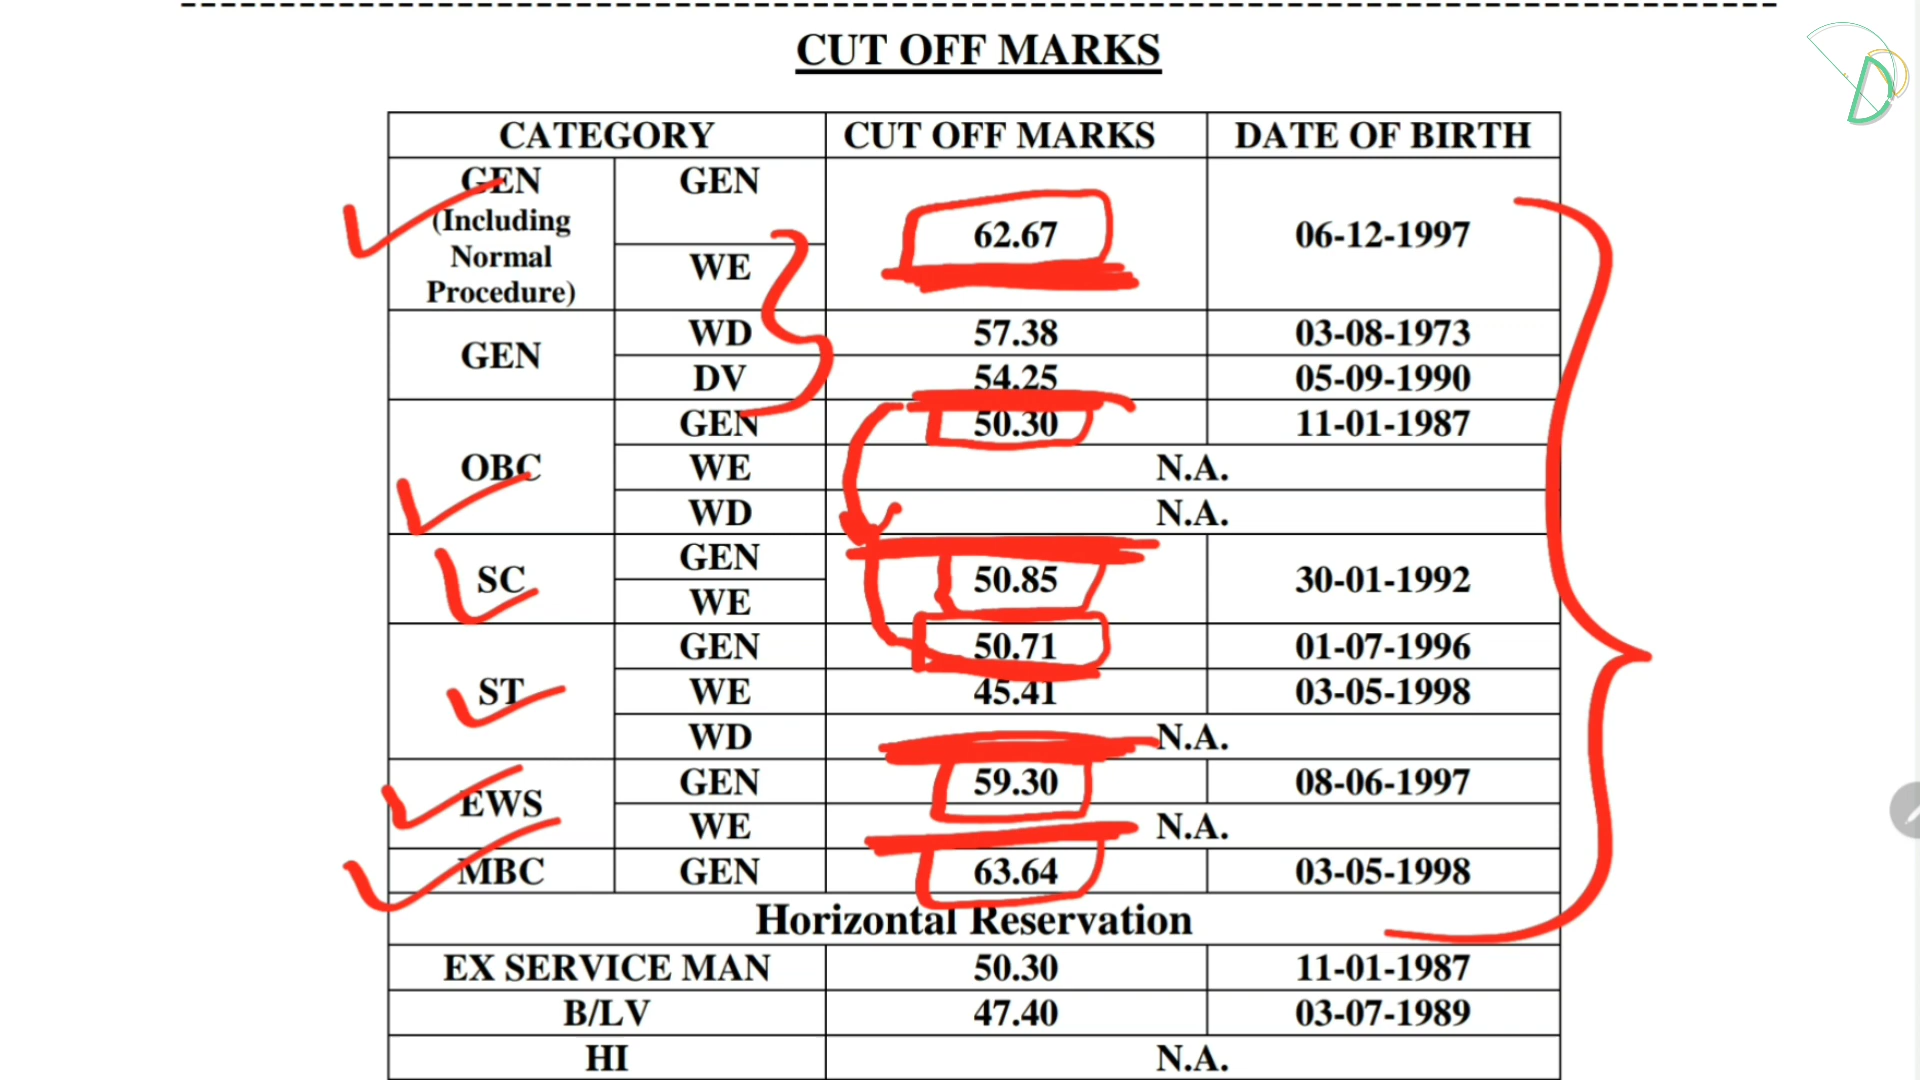 CUT OFF MARKS
CATEGORY CUT OFF MARKS DATE OF BIRTH
GEN (Including Normal Procedure) GEN 62.67 06-12-1997
WE
GEN WD 57.38 03-08-1973
DV 54.25 05-09-1990
OBC GEN 50.30 11-01-1987
WE N.A.
WD N.A.
SC GEN 50.85 30-01-1992
WE
ST GEN 50.71 01-07-1996
WE 45.41 03-05-1998
WD N.A.
EWS GEN 59.30 08-06-1997
WE N.A.
MBC GEN 63.64 03-05-1998
Horizontal Reservation
EX SERVICE MAN 50.30 11-01-1987
B/LV 47.40 03-07-1989
HI N.A.